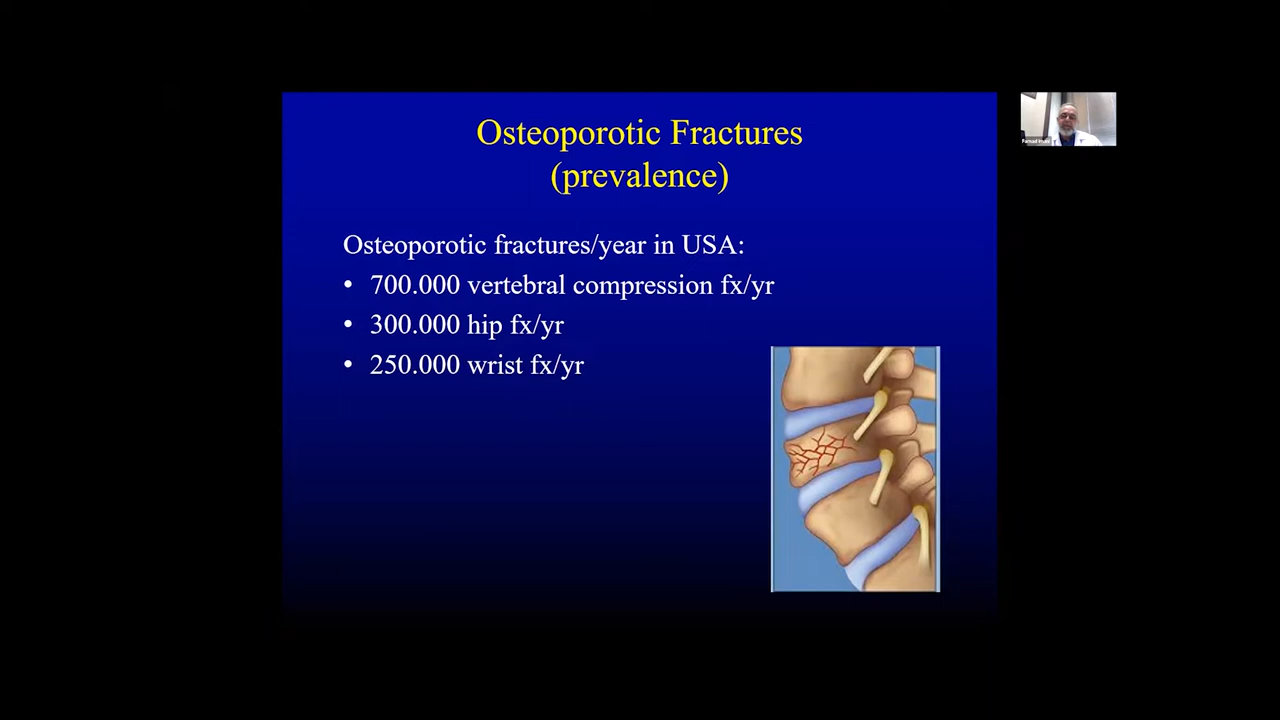 Osteoporotic Fractures
(prevalence)
Osteoporotic fractures/year in USA:
• 700.000 vertebral compression fx/yr
• 300.000 hip fx/yr
• 250.000 wrist fx/yr